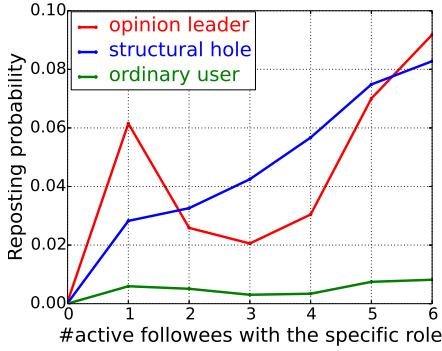 opinion leader
structural hole
ordinary user
Reposting probability
0.10
0.08
0.06
0.04
0.02
0.00
0 1 2 3 4 5 6
#active followees with the specific role